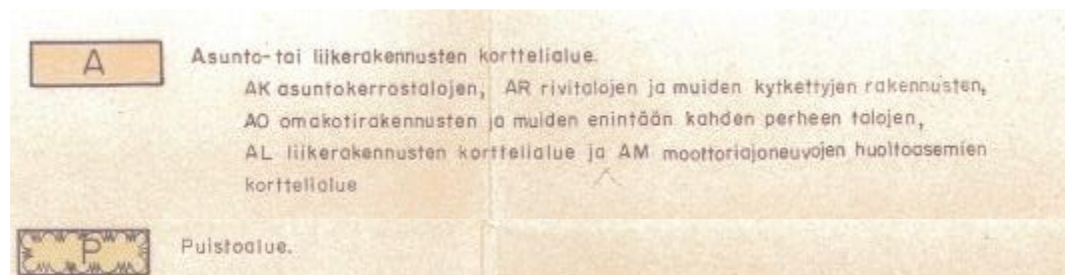 A Asunto- tai liikerakennusten korttelialue.
AK asuntokerrostalojen, AR rivitalojen ja muiden kytkettyjen rakennusten,
AO omakotirakennusten ja muiden enintään kahden perheen talojen,
AL liikerakennusten korttelialue ja AM moottoriajoneuvojen huoltoasemien
korttelialue
P Puistoalue.